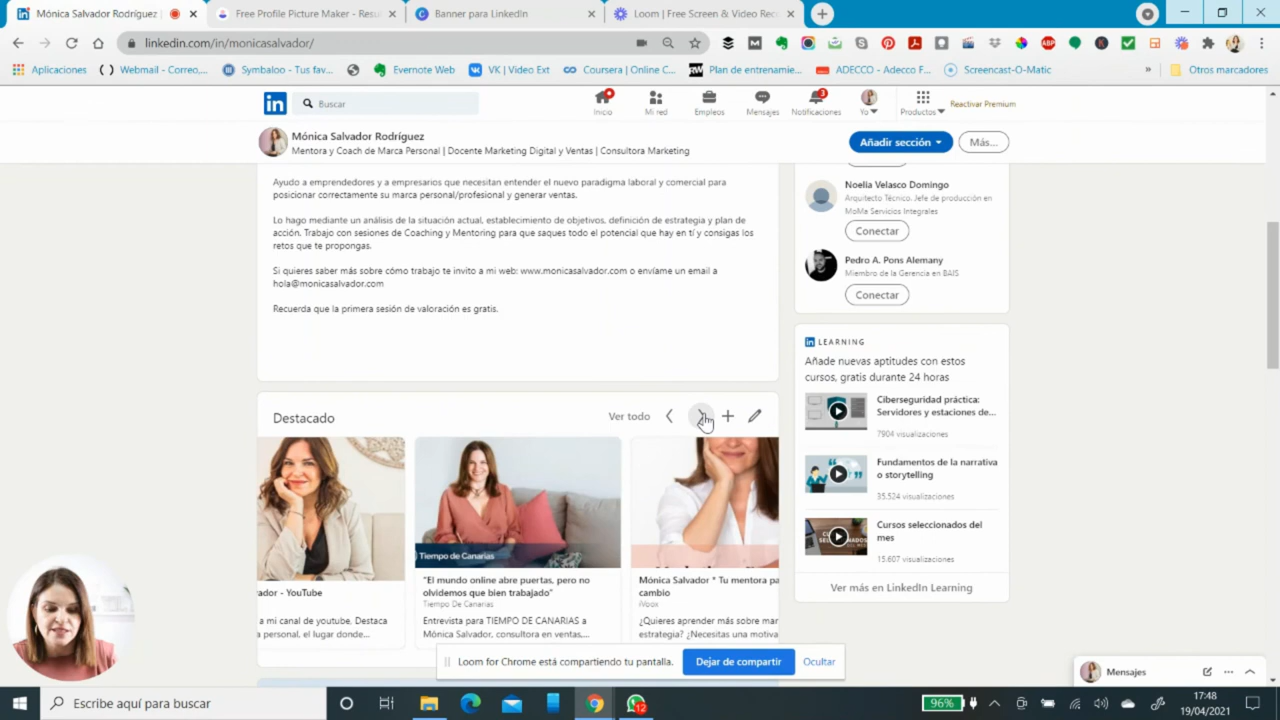 Mónica Salvador Rodríguez
Free Profile Picture Maker - Resu
Banner para LinkedIn
Loom | Free Screen & Video Rec
linkedin.com/in/monicasalvador/
Aplicaciones
Webmail - Correo,...
Symbaloo - Tus fav...
Evernote Web
VK | Video Ext
Coursera | Online C...
Plan de entrenamie...
ADECCO - Adecco F...
Screencast-O-Matic
»
Otros marcadores
Buscar
Inicio
Mi red
Empleos
Mensajes
3
Notificaciones
Yo
Productos
Reactivar Premium
Mónica Salvador Rodríguez
Mentora y Coach de Marca Personal | Docente Marketing Digital y Ventas | Consultora Marketing
Añadir sección
Más...
Ayudo a emprendedores y a empresarios que necesitan entender el nuevo paradigma laboral y comercial para
posicionar correctamente su marca personal/profesional y generar ventas.
Lo hago mediante un análisis de la situación actual, establecimiento de objetivos, definición de estrategia y plan de
acción. Trabajo con sesiones de Coaching y Mentoring para que saques todo el potencial que hay en tí y consigas los
retos que te propongas.
Si quieres saber más sobre cómo trabajo te invito a mi web: www.monicasalvador.com o envíame un email a
hola@monicasalvador.com
Recuerda que la primera sesión de valoración es gratis.
Noelia Velasco Domingo
Arquitecto Técnico. Jefe de producción en
MoMa Servicios Integrales
Conectar
Pedro A. Pons Alemany
Miembro de la Gerencia en BAIS
Conectar
in LEARNING
Añade nuevas aptitudes con estos
cursos, gratis durante 24 horas
Ciberseguridad práctica:
Servidores y estaciones de...
7904 visualizaciones
Fundamentos de la narrativa
o storytelling
35.524 visualizaciones
Cursos seleccionados del
mes
15.607 visualizaciones
Ver más en LinkedIn Learning
Destacado
Ver todo
ador - YouTube
a mi canal de youtube. Destaca
a personal, el lugar donde...
Tiempo de Canarias
"El mundo online abre puertas, pero no
olvidemos que bien trabajado"
Tiempo De Canarias
Entrevista para TIEMPO DE CANARIAS a
Mónica Salvador, consultora en ventas,...
Mónica Salvador * Tu mentora pa
cambio
iVoox
¿Quieres aprender más sobre mar
estrategia? ¿Necesitas una motiva
Loom for Chrome está compartiendo tu pantalla.
Dejar de compartir
Ocultar
Mensajes
Escribe aquí para buscar
12
96%
17:48
19/04/2021